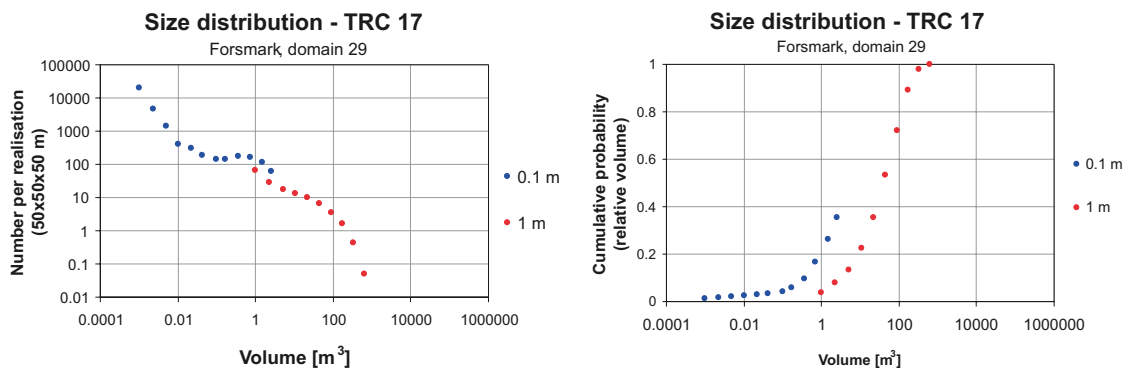 Size distribution - TRC 17
Forsmark, domain 29
100000
10000
1000
100
10
1
0.1
0.01
0.0001
0.01
1
100
10000
1000000
Number per realisation
(50x50x50 m)
Volume [m³]
0.1 m
1 m
Size distribution - TRC 17
Forsmark, domain 29
1
0.8
0.6
0.4
0.2
0
0.0001
0.01
1
100
10000
1000000
Cumulative probability
(relative volume)
Volume [m³]
0.1 m
1 m